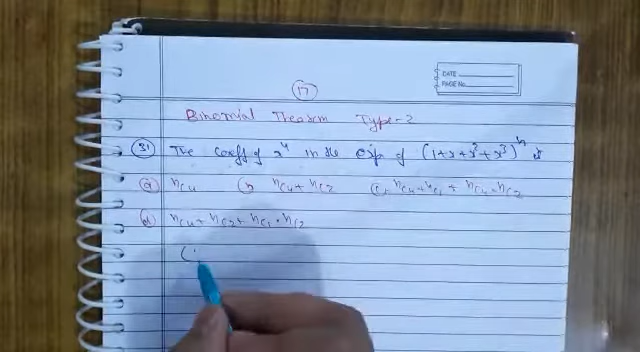 DATE
PAGE No.
17
Binomial Theorem Type-2
31 The coeff of x⁴ in the exp of (1+x+x²+x³)ⁿ is
(a) ⁿC₄ (b) ⁿC₄+ⁿC₂ (c) ⁿC₄+ⁿC₁+ⁿC₄·ⁿC₂
(d) ⁿC₄+ⁿC₂+ⁿC₁·ⁿC₂
(